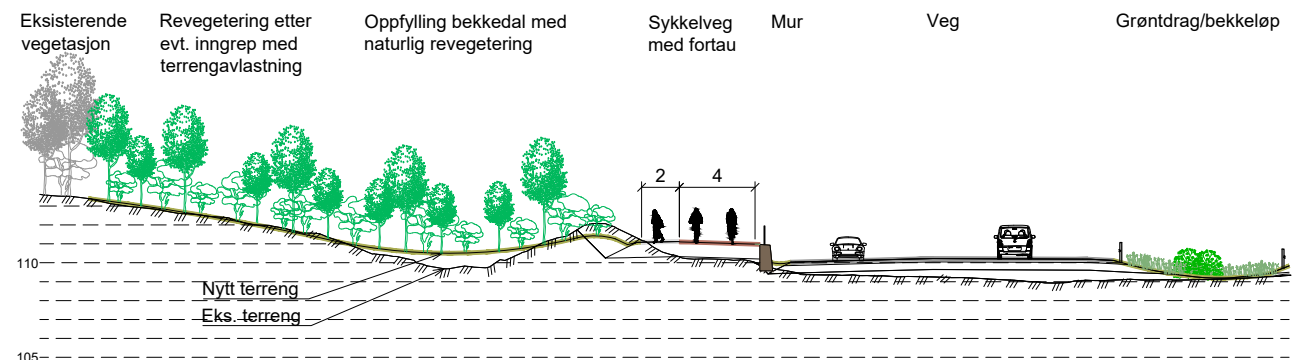 Eksisterende
vegetasjon
Revegetering etter
evt. inngrep med
terrengavlastning
Oppfylling bekkedal med
naturlig revegetering
Sykkelveg
med fortau
Mur
Veg
Grøntdrag/bekkeløp
2
4
110
Nytt terreng
Eks. terreng
105